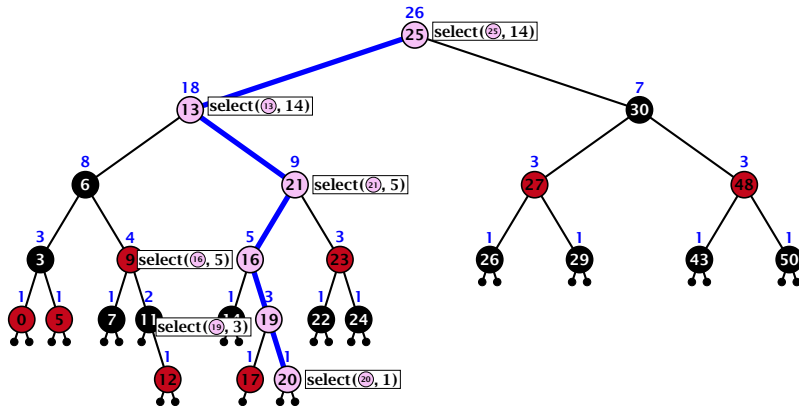 26
25 select(25, 14)
18 7
13 select(13, 14) 30
8 9 3 3
6 21 select(21, 5) 27 48
3 4 5 3 1 1 1 1
3 9 select(16, 5) 16 23 26 29 43 50
1 1 1 2 1 3 1 1
0 5 7 11 select(19, 3) 19 22 24
1 1 1
12 17 20 select(20, 1)